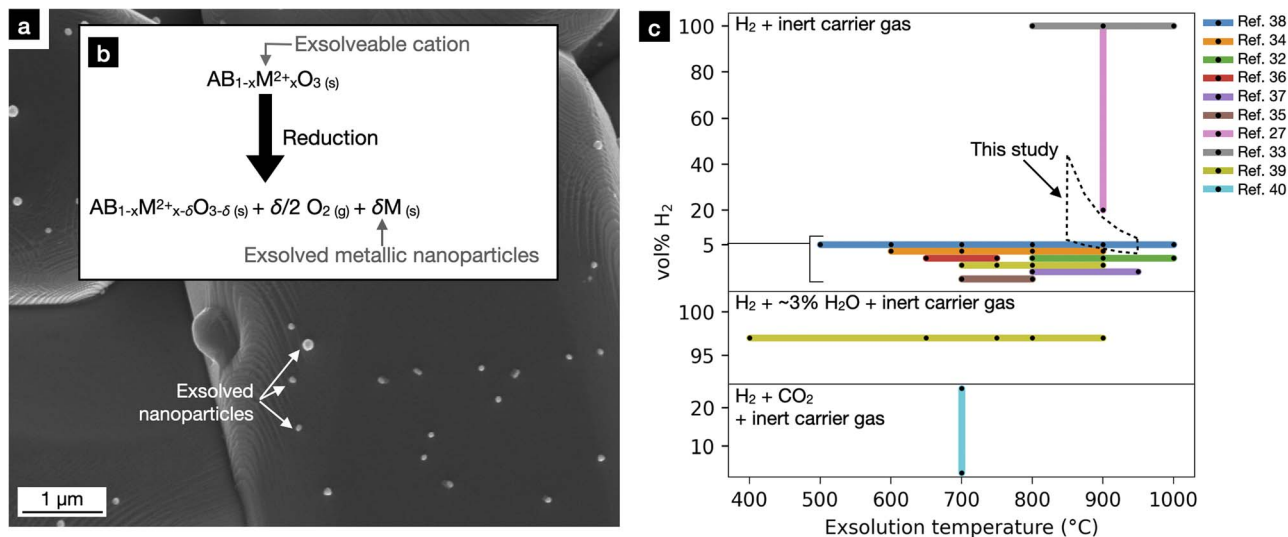 a
b
Exsolveable cation
AB₁₋ₓM²⁺ₓO₃ (s)
Reduction
AB₁₋ₓM²⁺ₓ₋δO₃₋δ (s) + δ/2 O₂ (g) + δM (s)
Exsolved metallic nanoparticles
Exsolved
nanoparticles
1 µm
c
H₂ + inert carrier gas
This study
100
80
60
40
20
5
vol% H₂
H₂ + ~3% H₂O + inert carrier gas
100
95
H₂ + CO₂
+ inert carrier gas
20
10
400 500 600 700 800 900 1000
Exsolution temperature (°C)
Ref. 38
Ref. 34
Ref. 32
Ref. 36
Ref. 37
Ref. 35
Ref. 27
Ref. 33
Ref. 39
Ref. 40